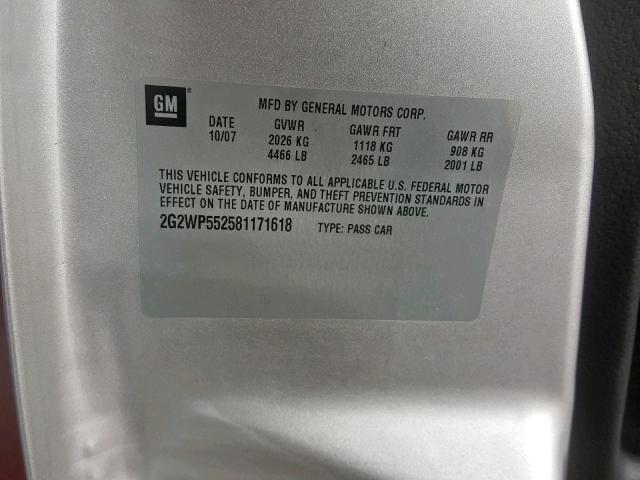 GM
MFD BY GENERAL MOTORS CORP.
DATE GVWR GAWR FRT GAWR RR
10/07 2026 KG 1118 KG 908 KG
4466 LB 2465 LB 2001 LB
THIS VEHICLE CONFORMS TO ALL APPLICABLE U.S. FEDERAL MOTOR
VEHICLE SAFETY, BUMPER, AND THEFT PREVENTION STANDARDS IN
EFFECT ON THE DATE OF MANUFACTURE SHOWN ABOVE.
2G2WP552581171618 TYPE: PASS CAR